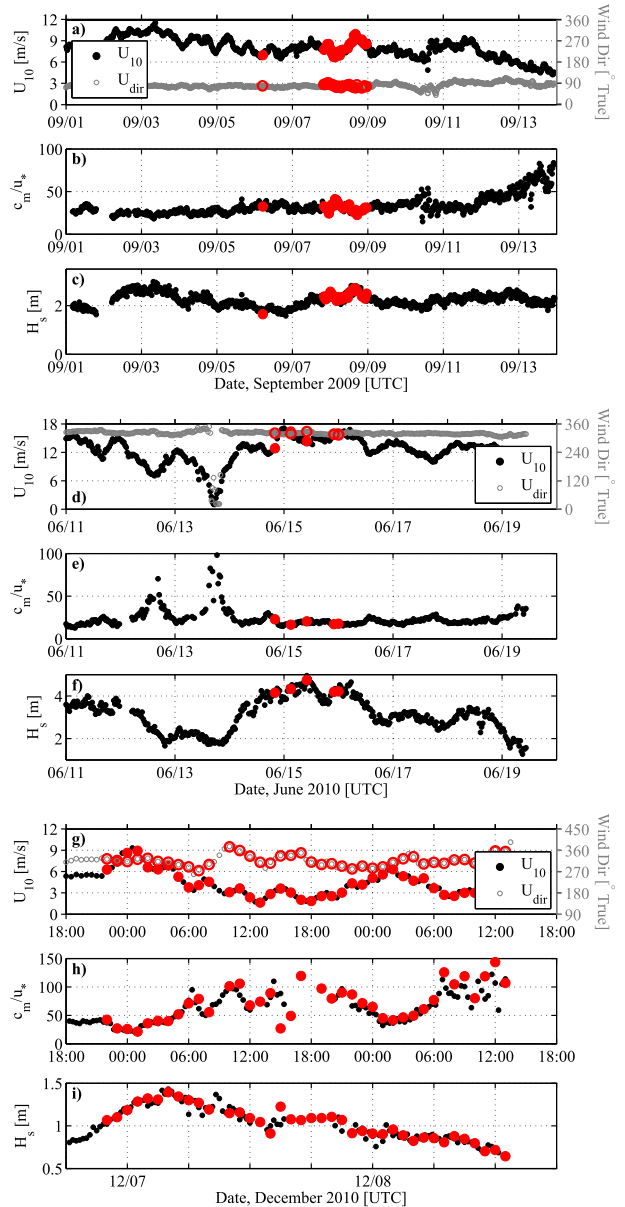 a)
U10 [m/s]
12
9
6
3
0
360
270
180
90
0
Wind Dir [° True]
U10
Udir
09/01 09/03 09/05 09/07 09/09 09/11 09/13
b)
cm/u*
100
50
0
09/01 09/03 09/05 09/07 09/09 09/11 09/13
c)
Hs [m]
2
0
09/01 09/03 09/05 09/07 09/09 09/11 09/13
Date, September 2009 [UTC]
d)
U10 [m/s]
18
12
6
0
360
240
120
0
Wind Dir [° True]
U10
Udir
06/11 06/13 06/15 06/17 06/19
e)
cm/u*
100
50
0
06/11 06/13 06/15 06/17 06/19
f)
Hs [m]
4
2
06/11 06/13 06/15 06/17 06/19
Date, June 2010 [UTC]
g)
U10 [m/s]
12
9
6
3
0
450
360
270
180
90
Wind Dir [° True]
U10
Udir
18:00 00:00 06:00 12:00 18:00 00:00 06:00 12:00 18:00
h)
cm/u*
150
100
50
0
18:00 00:00 06:00 12:00 18:00 00:00 06:00 12:00 18:00
i)
Hs [m]
1.5
1
0.5
12/07 12/08
Date, December 2010 [UTC]